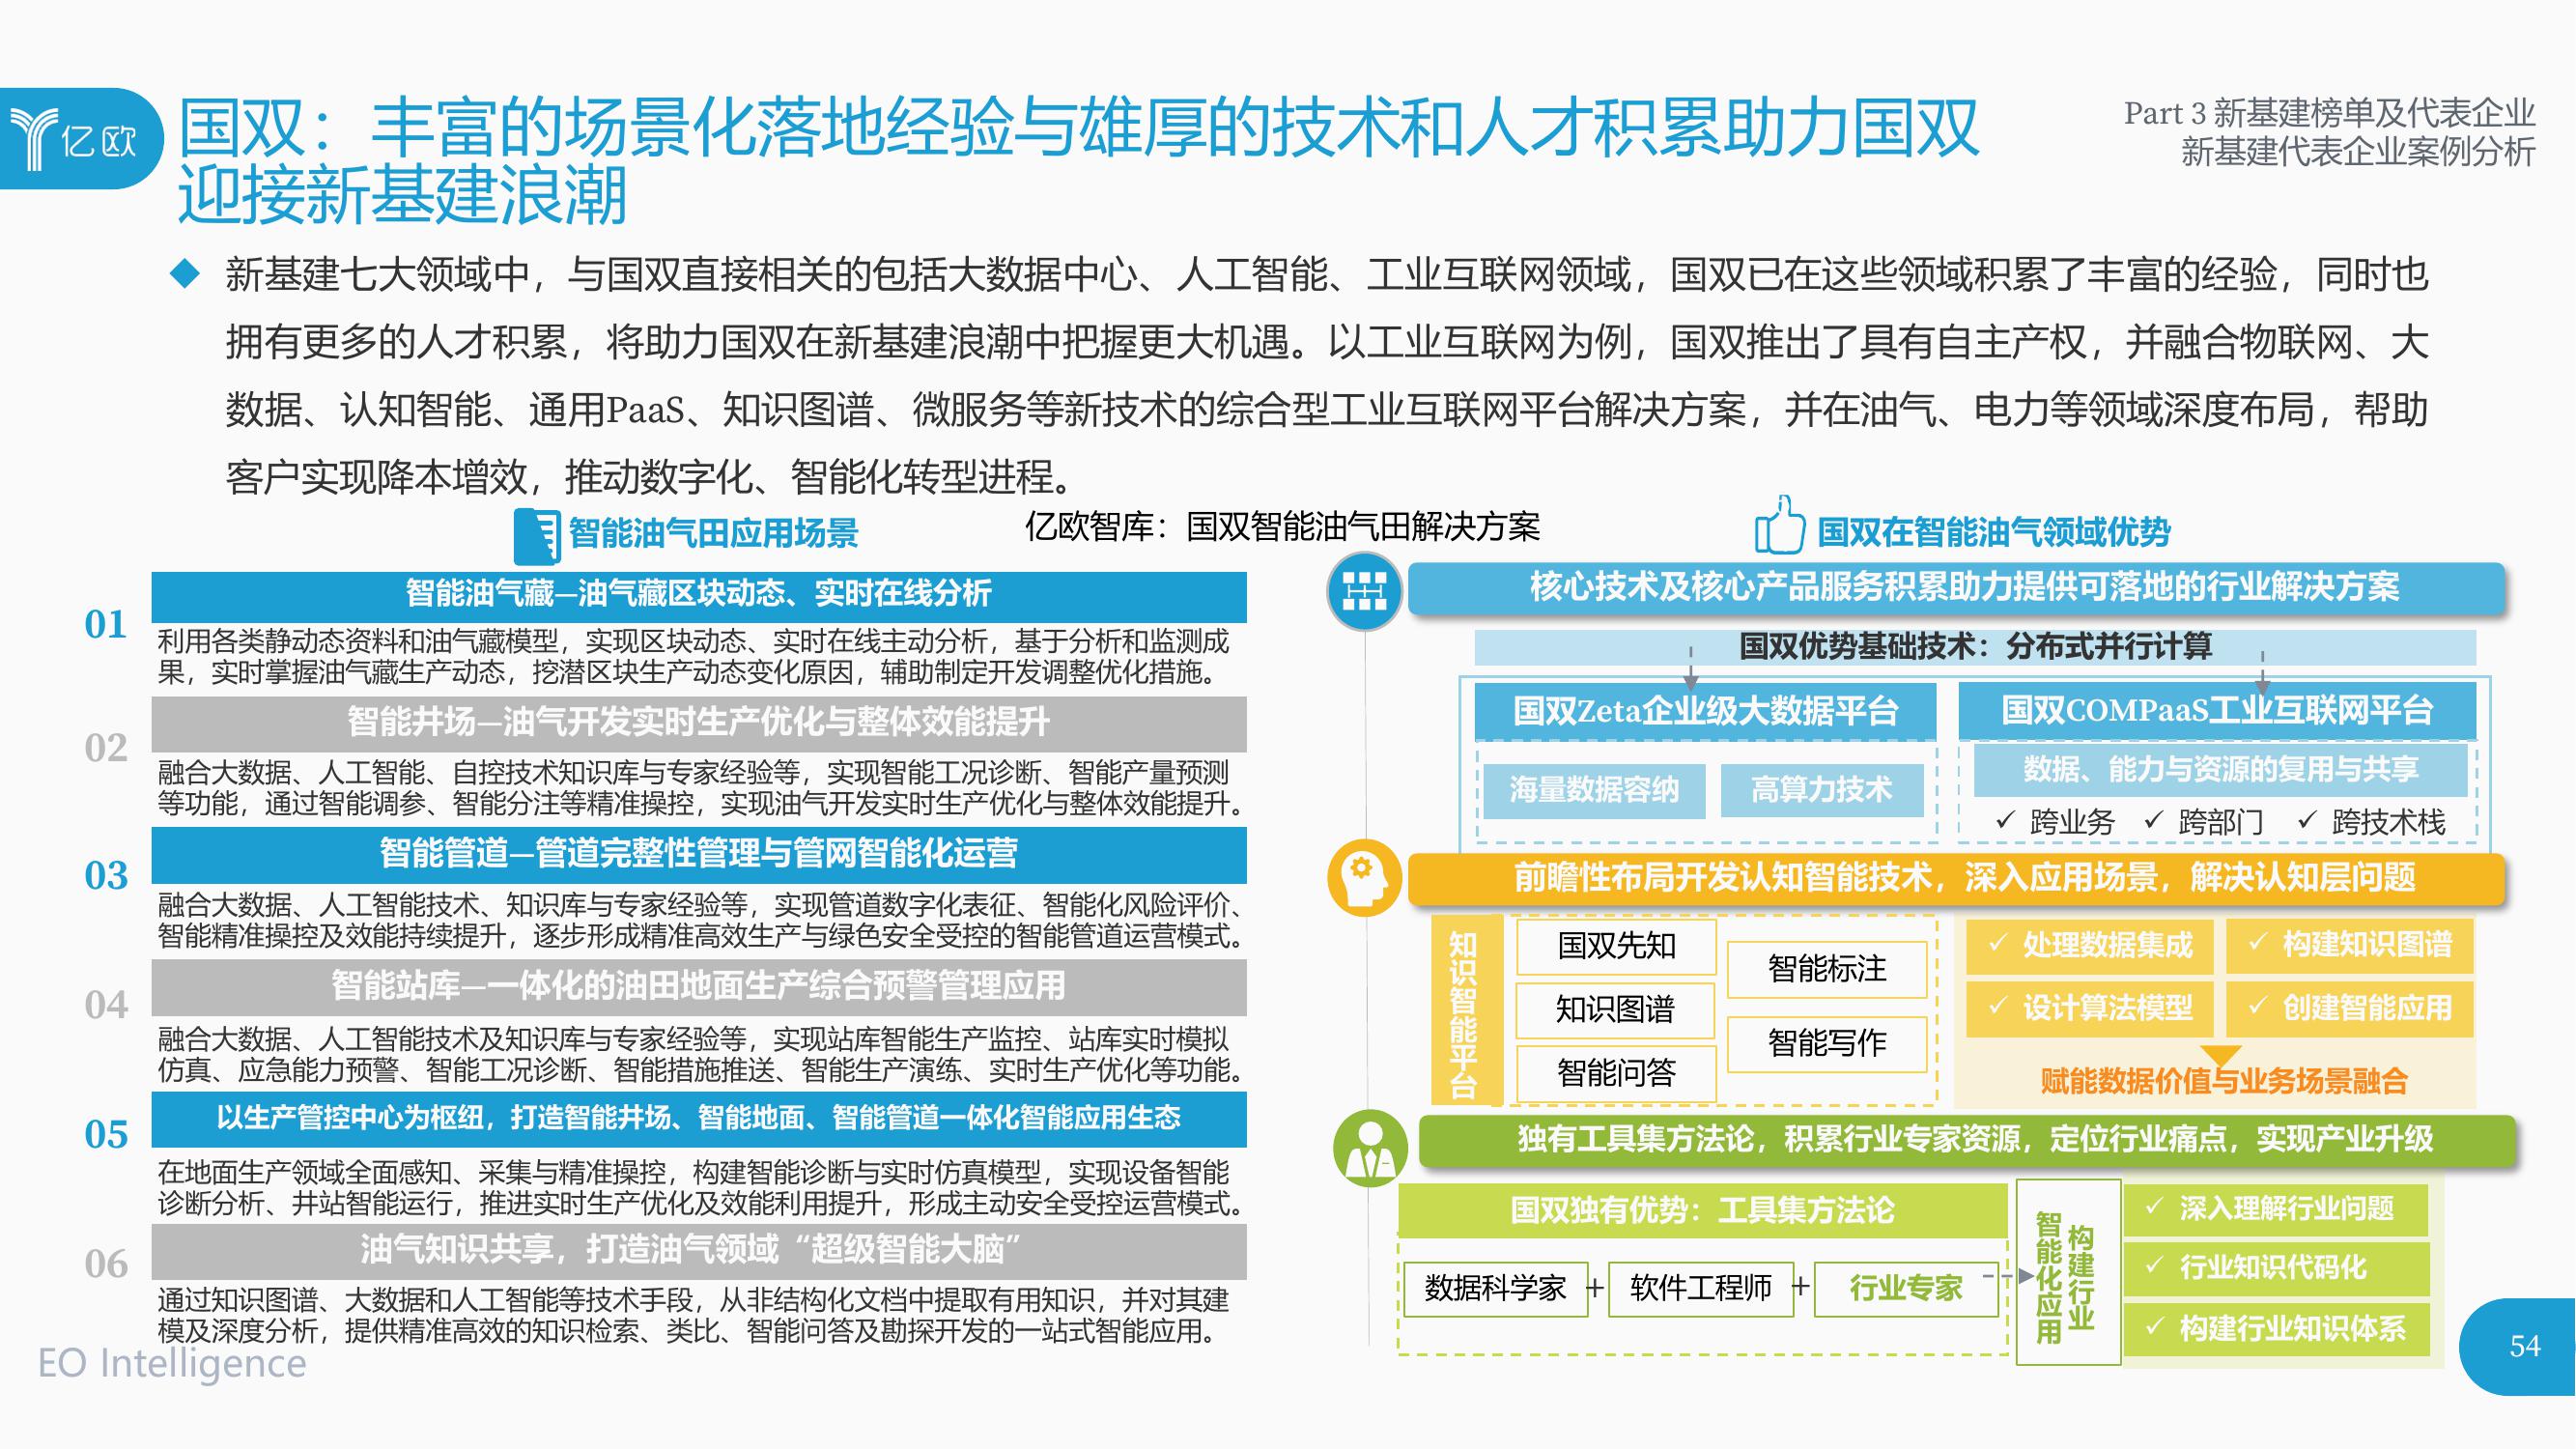 亿欧
国双：丰富的场景化落地经验与雄厚的技术和人才积累助力国双
迎接新基建浪潮
Part 3 新基建榜单及代表企业
新基建代表企业案例分析
新基建七大领域中，与国双直接相关的包括大数据中心、人工智能、工业互联网领域，国双已在这些领域积累了丰富的经验，同时也
拥有更多的人才积累，将助力国双在新基建浪潮中把握更大机遇。以工业互联网为例，国双推出了具有自主产权，并融合物联网、大
数据、认知智能、通用PaaS、知识图谱、微服务等新技术的综合型工业互联网平台解决方案，并在油气、电力等领域深度布局，帮助
客户实现降本增效，推动数字化、智能化转型进程。
亿欧智库：国双智能油气田解决方案
智能油气田应用场景
01
智能油气藏—油气藏区块动态、实时在线分析
利用各类静动态资料和油气藏模型，实现区块动态、实时在线主动分析，基于分析和监测成
果，实时掌握油气藏生产动态，挖潜区块生产动态变化原因，辅助制定开发调整优化措施。
02
智能井场—油气开发实时生产优化与整体效能提升
融合大数据、人工智能、自控技术知识库与专家经验等，实现智能工况诊断、智能产量预测
等功能，通过智能调参、智能分注等精准操控，实现油气开发实时生产优化与整体效能提升。
03
智能管道—管道完整性管理与管网智能化运营
融合大数据、人工智能技术、知识库与专家经验等，实现管道数字化表征、智能化风险评价、
智能精准操控及效能持续提升，逐步形成精准高效生产与绿色安全受控的智能管道运营模式。
04
智能站库—一体化的油田地面生产综合预警管理应用
融合大数据、人工智能技术及知识库与专家经验等，实现站库智能生产监控、站库实时模拟
仿真、应急能力预警、智能工况诊断、智能措施推送、智能生产演练、实时生产优化等功能。
05
以生产管控中心为枢纽，打造智能井场、智能地面、智能管道一体化智能应用生态
在地面生产领域全面感知、采集与精准操控，构建智能诊断与实时仿真模型，实现设备智能
诊断分析、井站智能运行，推进实时生产优化及效能利用提升，形成主动安全受控运营模式。
06
油气知识共享，打造油气领域“超级智能大脑”
通过知识图谱、大数据和人工智能等技术手段，从非结构化文档中提取有用知识，并对其建
模及深度分析，提供精准高效的知识检索、类比、智能问答及勘探开发的一站式智能应用。
国双在智能油气领域优势
核心技术及核心产品服务积累助力提供可落地的行业解决方案
国双优势基础技术：分布式并行计算
国双Zeta企业级大数据平台
海量数据容纳
高算力技术
国双COMPaaS工业互联网平台
数据、能力与资源的复用与共享
✓ 跨业务 ✓ 跨部门 ✓ 跨技术栈
前瞻性布局开发认知智能技术，深入应用场景，解决认知层问题
知识智能平台
国双先知
知识图谱
智能问答
智能标注
智能写作
✓ 处理数据集成
✓ 构建知识图谱
✓ 设计算法模型
✓ 创建智能应用
赋能数据价值与业务场景融合
独有工具集方法论，积累行业专家资源，定位行业痛点，实现产业升级
国双独有优势：工具集方法论
数据科学家 + 软件工程师 + 行业专家
构建行业
智能化应用
✓ 深入理解行业问题
✓ 行业知识代码化
✓ 构建行业知识体系
EO Intelligence
54